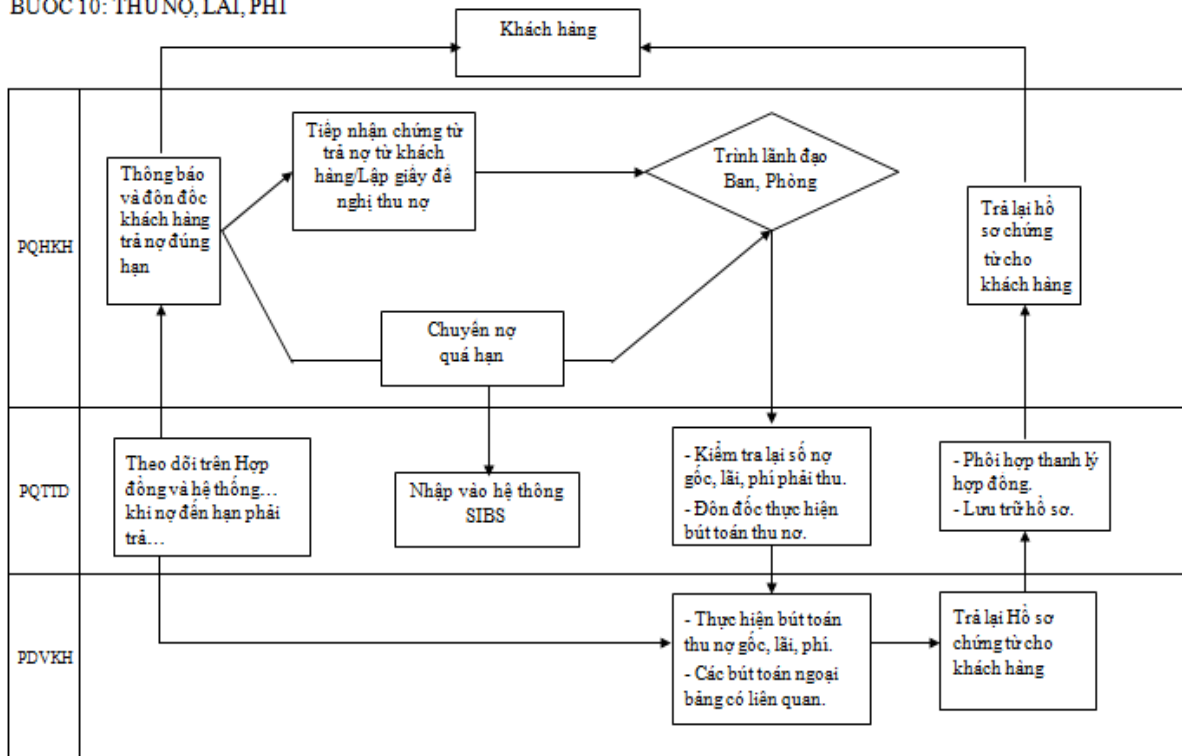 BƯỚC 10: THU NỢ, LÃI, PHÍ
Khách hàng
PQHKH
Thông báo
và đôn đốc
khách hàng
trả nợ đúng
hạn
Tiếp nhận chứng từ
trả nợ từ khách
hàng/Lập giấy đề
nghị thu nợ
Trình lãnh đạo
Ban, Phòng
Trả lại hồ
sơ chứng
từ cho
khách hàng
Chuyển nợ
quá hạn
PQTTD
Theo dõi trên Hợp
đồng và hệ thống…
khi nợ đến hạn phải
trả…
Nhập vào hệ thông
SIBS
- Kiểm tra lại số nợ
gốc, lãi, phí phải thu.
- Đôn đốc thực hiện
bút toán thu nơ.
- Phôi hợp thanh lý
hợp đông.
- Lưu trữ hồ sơ.
PDVKH
- Thực hiện bút toán
thu nợ gốc, lãi, phí.
- Các bút toán ngoại
bảng có liên quan.
Trả lại Hồ sơ
chứng từ cho
khách hàng